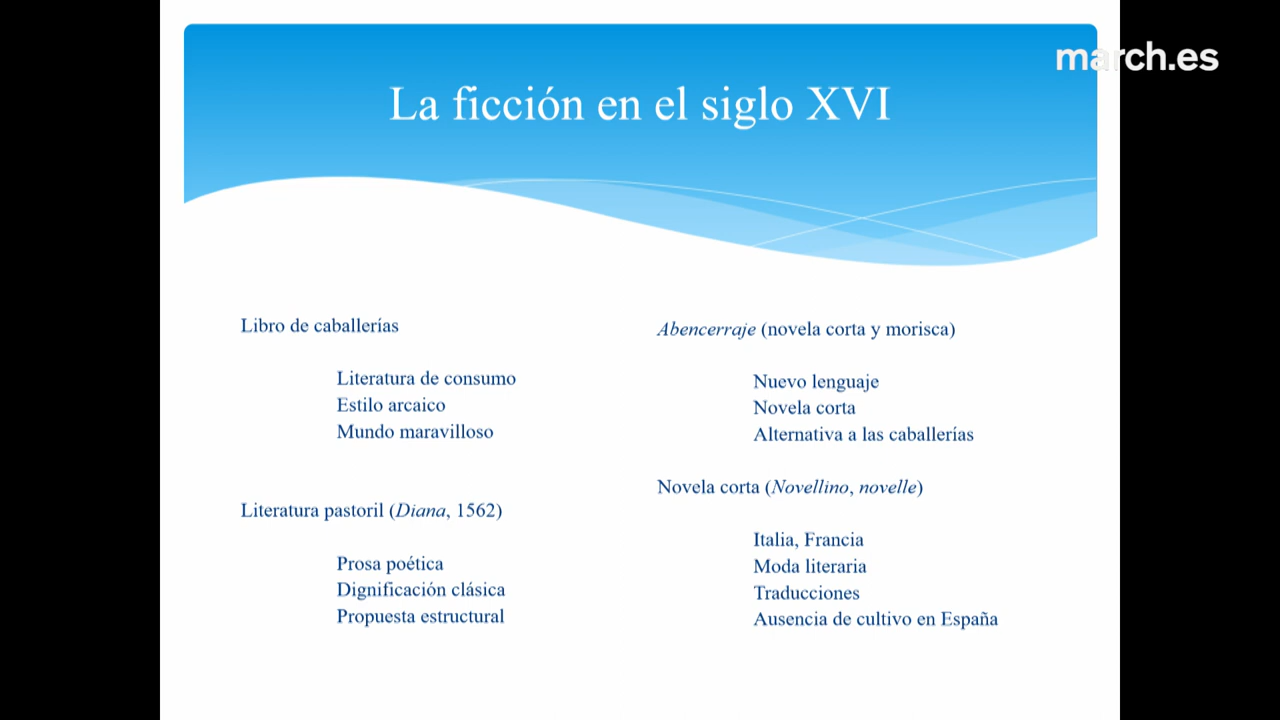 march.es
La ficción en el siglo XVI
Libro de caballerías
Literatura de consumo
Estilo arcaico
Mundo maravilloso
Literatura pastoril (Diana, 1562)
Prosa poética
Dignificación clásica
Propuesta estructural
Abencerraje (novela corta y morisca)
Nuevo lenguaje
Novela corta
Alternativa a las caballerías
Novela corta (Novellino, novelle)
Italia, Francia
Moda literaria
Traducciones
Ausencia de cultivo en España